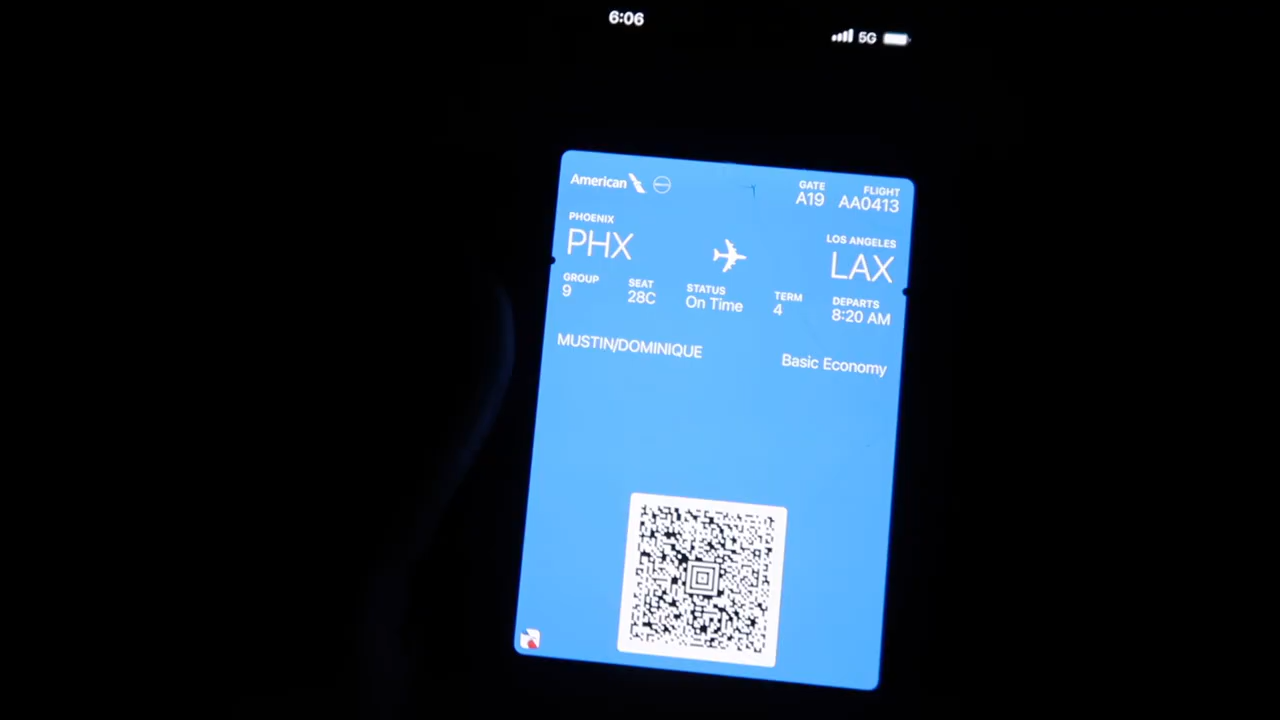 6:06
5G
American
GATE FLIGHT
A19 AA0413
PHOENIX LOS ANGELES
PHX LAX
GROUP SEAT STATUS TERM DEPARTS
9 28C On Time 4 8:20 AM
MUSTIN/DOMINIQUE Basic Economy